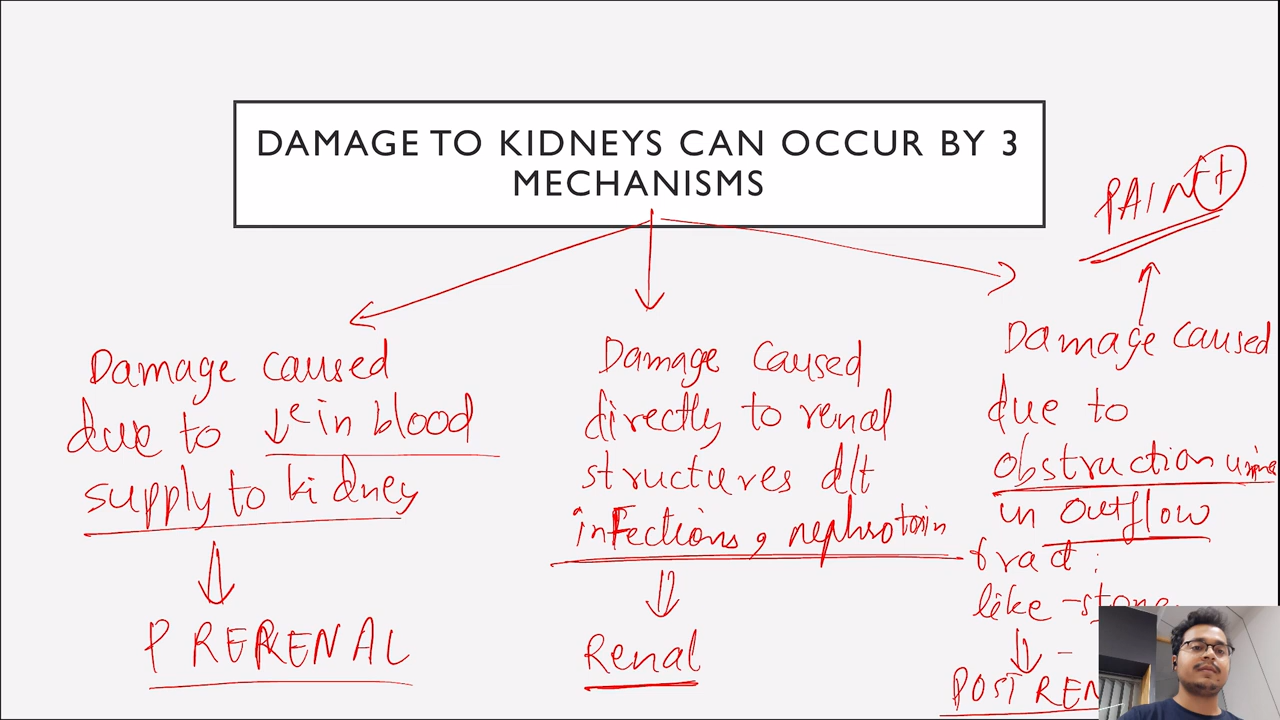 DAMAGE TO KIDNEYS CAN OCCUR BY 3
MECHANISMS
PAIN ++
Damage caused
due to ↓e in blood
supply to kidney
PRERENAL
Damage caused
directly to renal
structures d/t
infections, nephrotoxin
Renal
Damage caused
due to
obstruction urine
in outflow
tract:
like - stone
POST REN